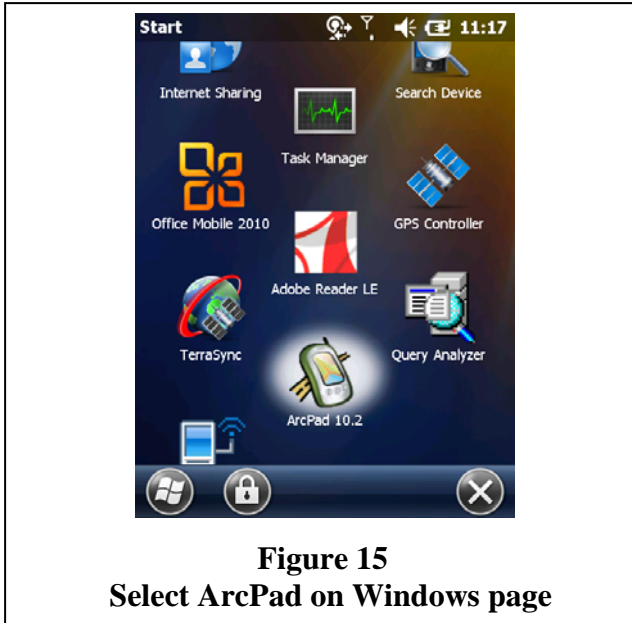 Start 11:17
Internet Sharing
Search Device
Task Manager
Office Mobile 2010
GPS Controller
Adobe Reader LE
TerraSync
Query Analyzer
ArcPad 10.2
Figure 15
Select ArcPad on Windows page